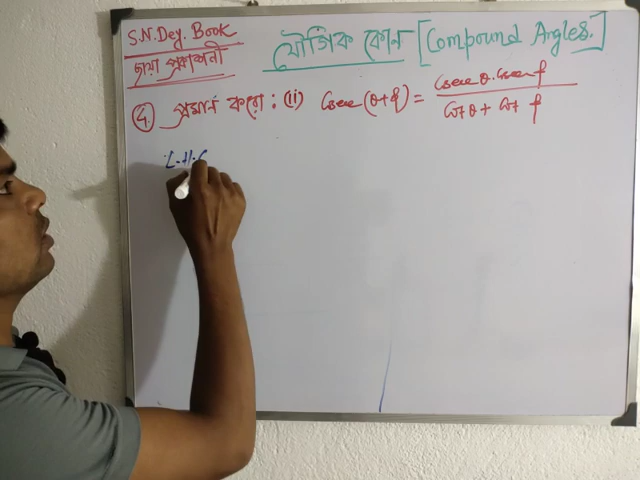 S.N.Dey. Book
ছায়া প্রকাশনী
যৌগিক কোন [Compound Angles.]
4. প্রমান করো : (ii) Cosec (θ+φ) = Cosec θ. Cosec φ / Cot θ + Cot φ
L.H.S